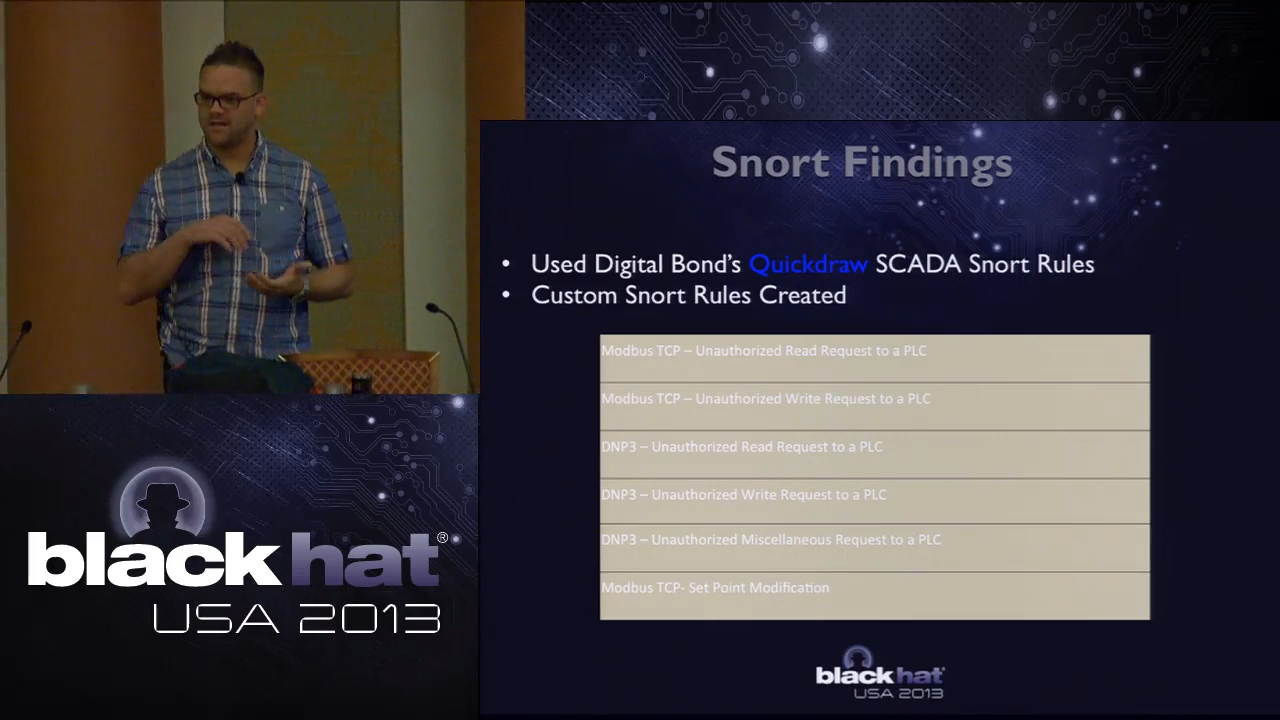 Snort Findings
• Used Digital Bond's Quickdraw SCADA Snort Rules
• Custom Snort Rules Created
Modbus TCP – Unauthorized Read Request to a PLC
Modbus TCP – Unauthorized Write Request to a PLC
DNP3 – Unauthorized Read Request to a PLC
DNP3 – Unauthorized Write Request to a PLC
DNP3 – Unauthorized Miscellaneous Request to a PLC
Modbus TCP- Set Point Modification
black hat®
USA 2013
black hat®
USA 2013